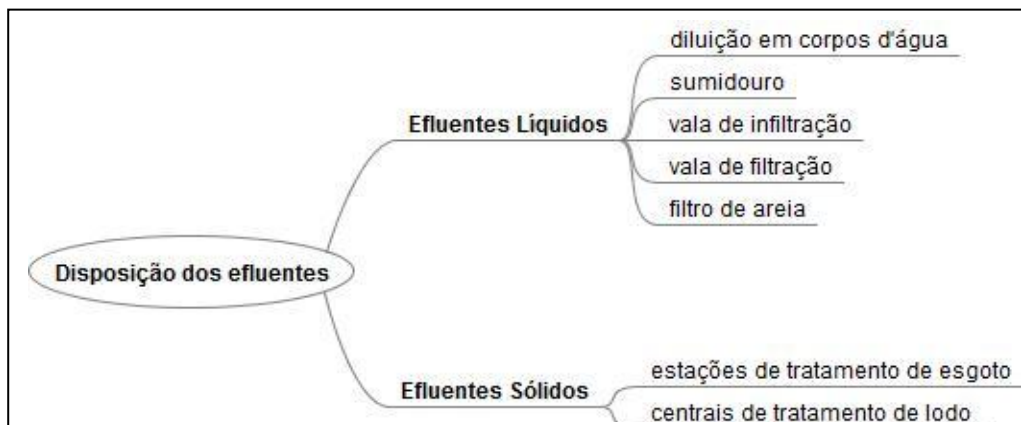 diluição em corpos d'água
sumidouro
Efluentes Líquidos
vala de infiltração
vala de filtração
filtro de areia
Disposição dos efluentes
estações de tratamento de esgoto
Efluentes Sólidos
centrais de tratamento de lodo